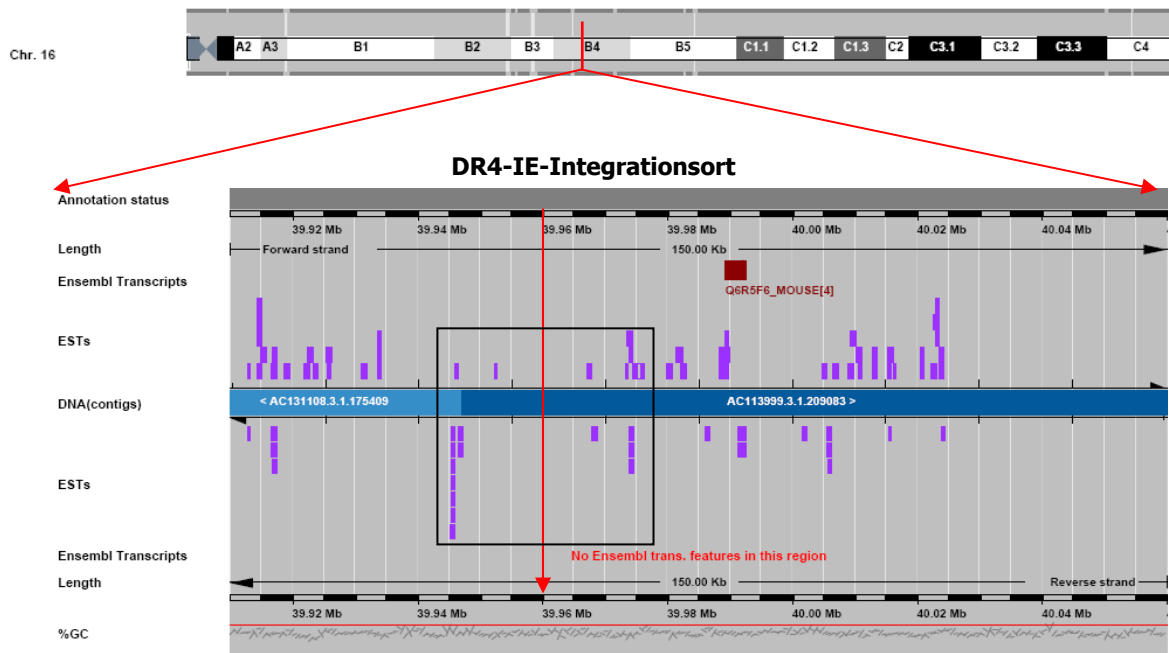 Chr. 16
A2 A3 B1 B2 B3 B4 B5 C1.1 C1.2 C1.3 C2 C3.1 C3.2 C3.3 C4
DR4-IE-Integrationsort
Annotation status
39.92 Mb 39.94 Mb 39.96 Mb 39.98 Mb 40.00 Mb 40.02 Mb 40.04 Mb
Length Forward strand 150.00 Kb
Ensembl Transcripts
Q6R5F6_MOUSE[4]
ESTs
DNA(contigs) < AC131108.3.1.175409 AC113999.3.1.209083 >
ESTs
Ensembl Transcripts No Ensembl trans. features in this region
Length 150.00 Kb Reverse strand
39.92 Mb 39.94 Mb 39.96 Mb 39.98 Mb 40.00 Mb 40.02 Mb 40.04 Mb
%GC